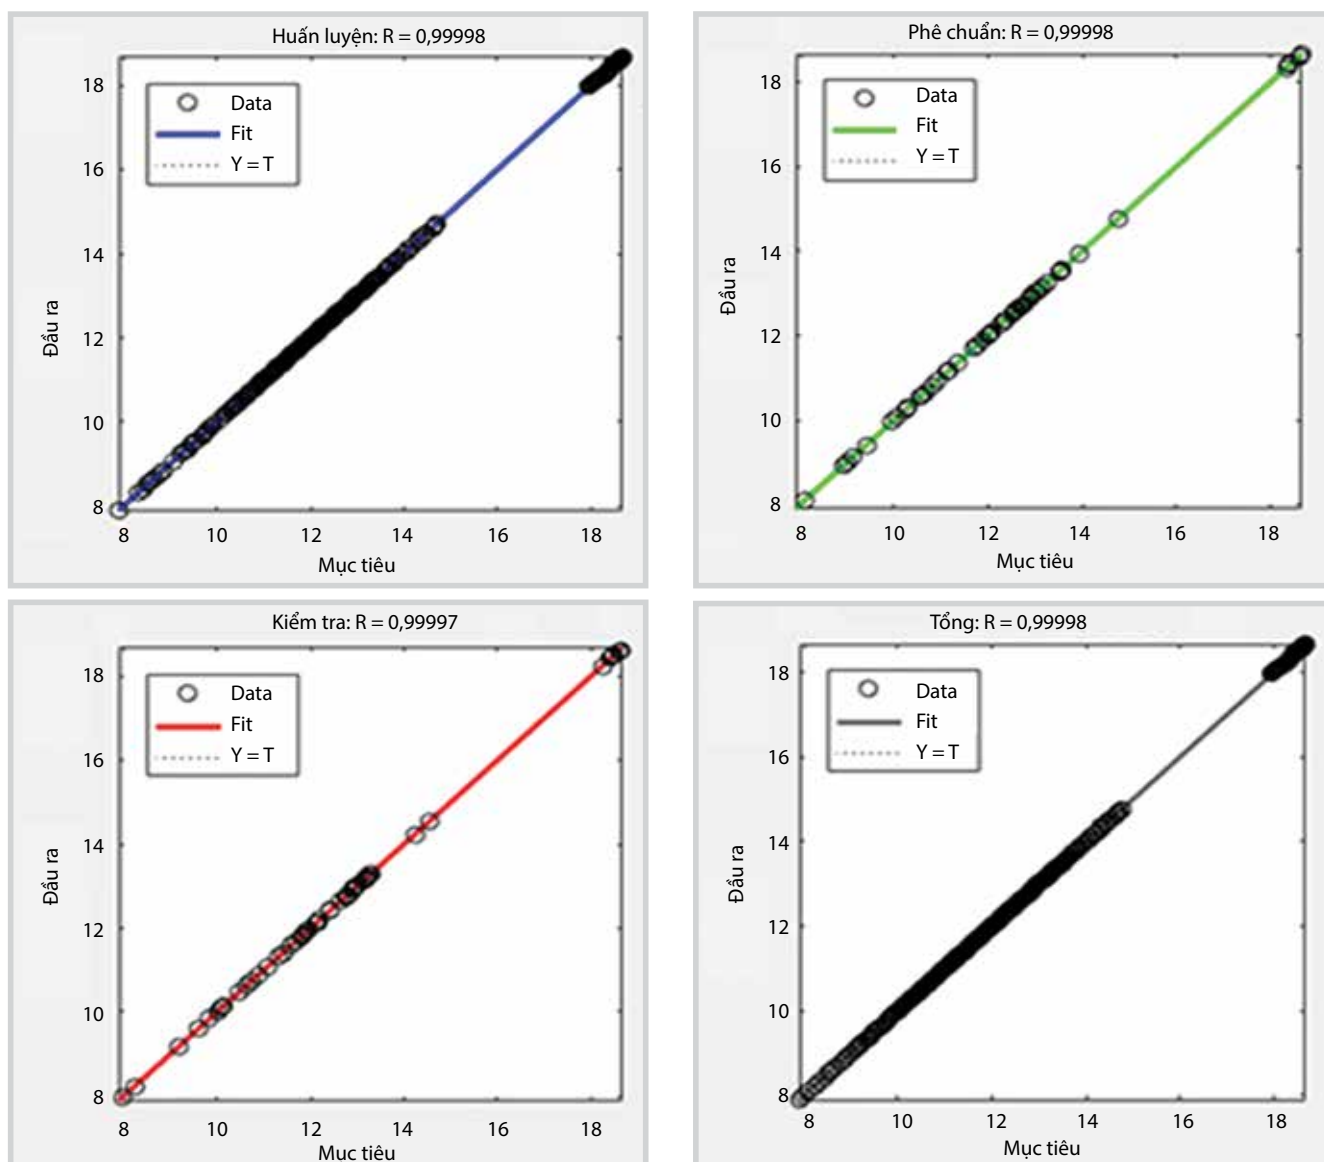 Huấn luyện: R = 0,99998
Data
Fit
Y = T
18
16
14
12
10
8
Đầu ra
8 10 12 14 16 18
Mục tiêu
Phê chuẩn: R = 0,99998
Data
Fit
Y = T
18
16
14
12
10
8
Đầu ra
8 10 12 14 16 18
Mục tiêu
Kiểm tra: R = 0,99997
Data
Fit
Y = T
18
16
14
12
10
8
Đầu ra
8 10 12 14 16 18
Mục tiêu
Tổng: R = 0,99998
Data
Fit
Y = T
18
16
14
12
10
8
Đầu ra
8 10 12 14 16 18
Mục tiêu